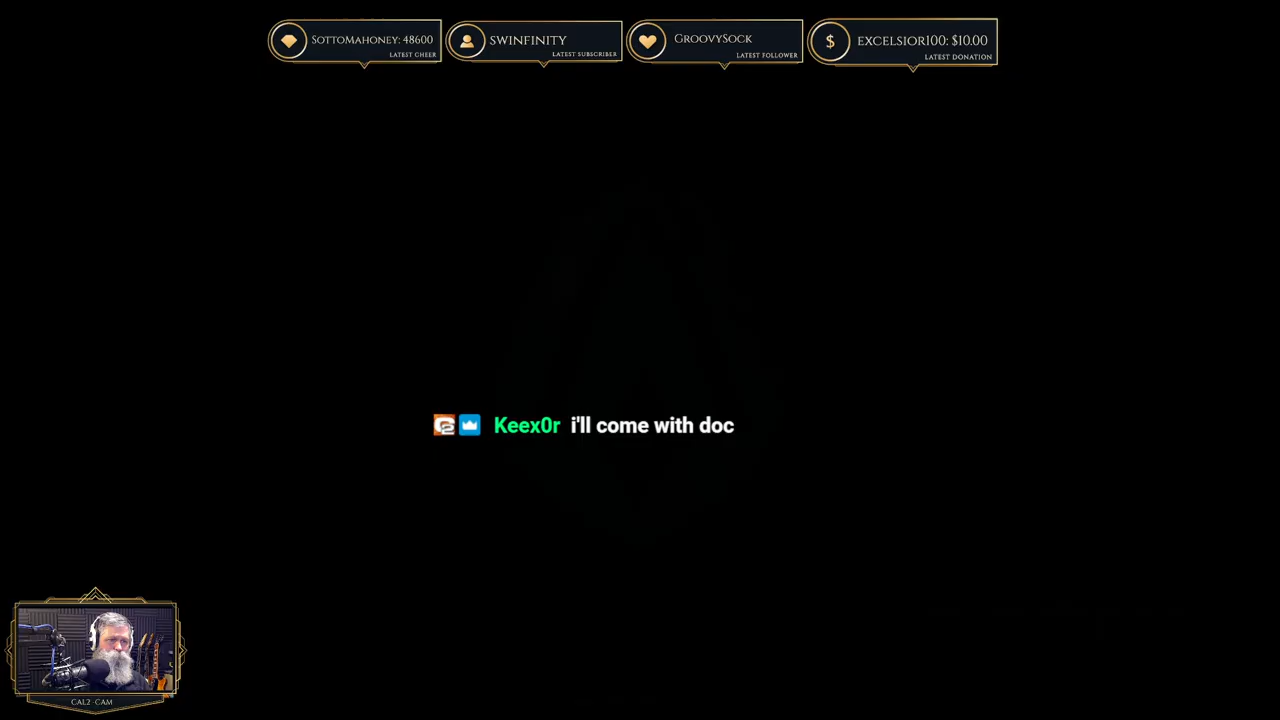 SottoMahoney: 48600
Latest Cheer
swinfinity
Latest Subscriber
GroovySock
Latest Follower
excelsior100: $10.00
Latest Donation
Keex0r i'll come with doc
Cal2-Cam